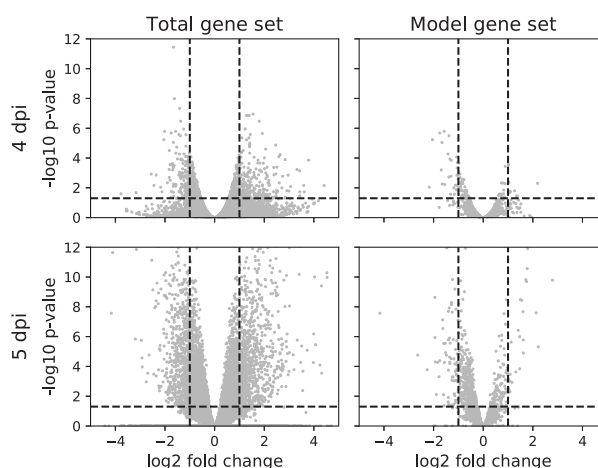 Total gene set
Model gene set
4 dpi
-log10 p-value
12
10
8
6
4
2
0
5 dpi
-log10 p-value
12
10
8
6
4
2
0
−4 −2 0 2 4
−4 −2 0 2 4
log2 fold change
log2 fold change